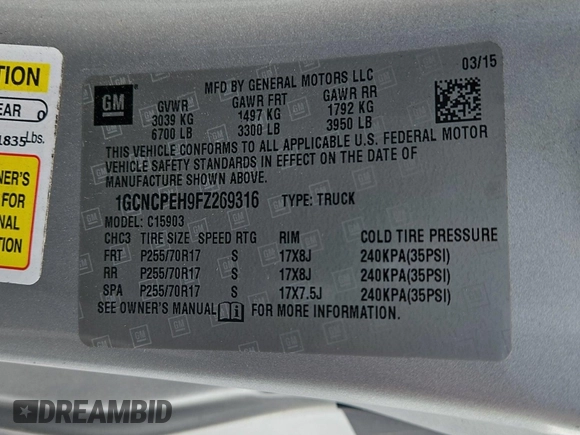 TION
EAR
1835 Lbs.
NER'S
FOR
ONAL
ION
GM
MFD BY GENERAL MOTORS LLC 03/15
GVWR GAWR FRT GAWR RR
3039 KG 1497 KG 1792 KG
6700 LB 3300 LB 3950 LB
THIS VEHICLE CONFORMS TO ALL APPLICABLE U.S. FEDERAL MOTOR
VEHICLE SAFETY STANDARDS IN EFFECT ON THE DATE OF
MANUFACTURE SHOWN ABOVE.
1GCNCPEH9FZ269316 TYPE: TRUCK
MODEL: C15903
CHC3 TIRE SIZE SPEED RTG RIM COLD TIRE PRESSURE
FRT P255/70R17 S 17X8J 240KPA(35PSI)
RR P255/70R17 S 17X8J 240KPA(35PSI)
SPA P255/70R17 S 17X7.5J 240KPA(35PSI)
SEE OWNER'S MANUAL FOR MORE INFORMATION.
DREAMBID